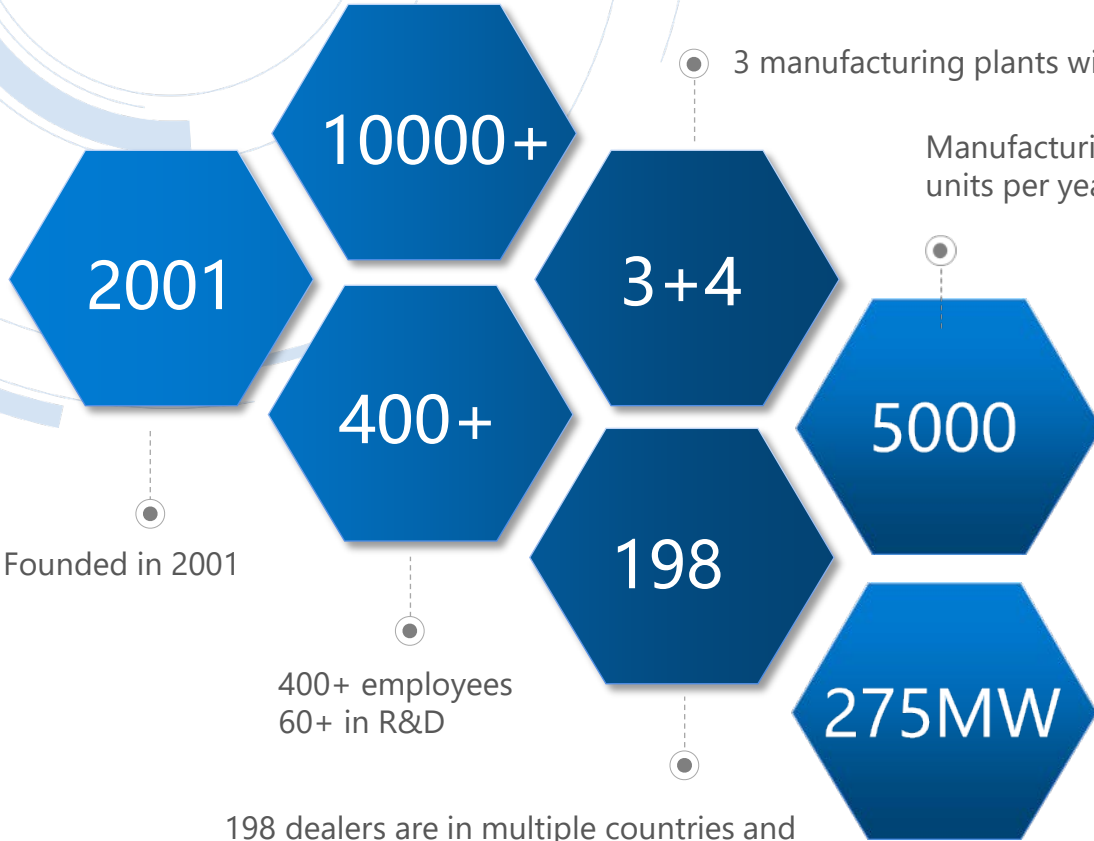 3 manufacturing plants
10000+
Manufacturi
units per yea
2001
3+4
400+
5000
Founded in 2001
198
400+ employees
60+ in R&D
275MW
198 dealers are in multiple countries and